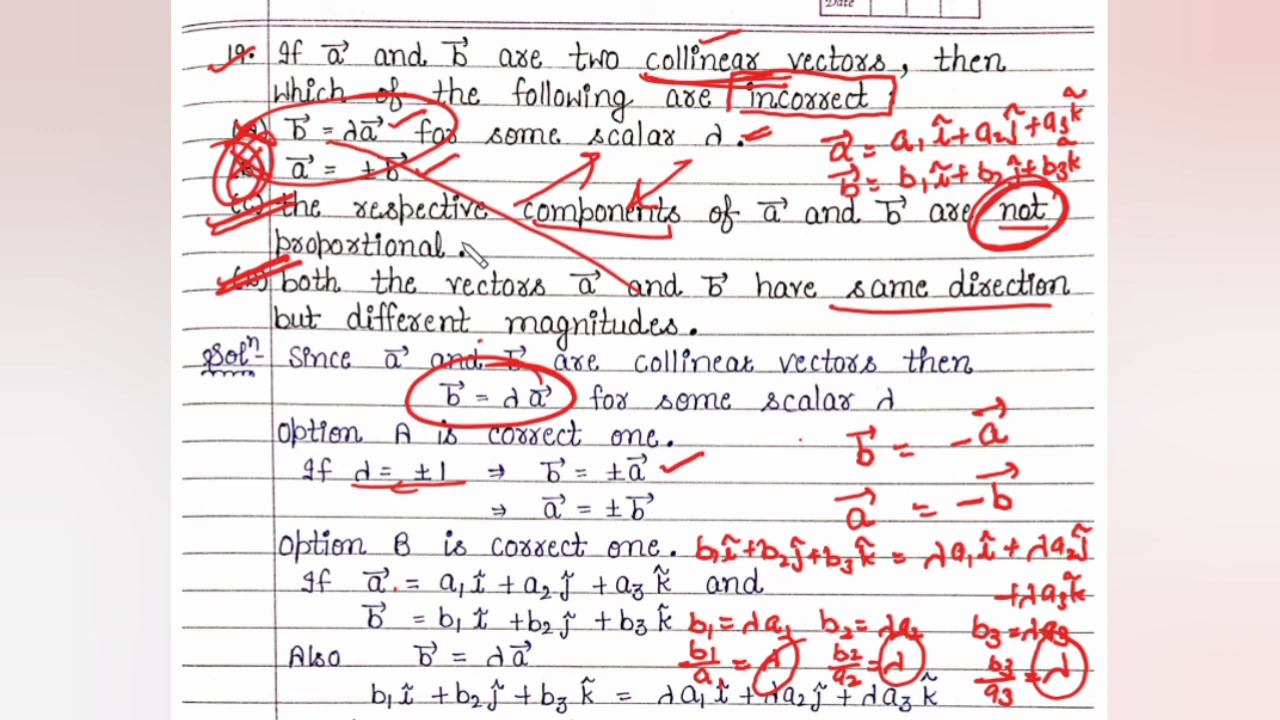 Date
19. If a⃗ and b⃗ are two collinear vectors, then
which of the following are incorrect
b⃗ = λa⃗ for some scalar λ.
a⃗ = ±b⃗
(c) the respective components of a⃗ and b⃗ are not
proportional.
(D) both the vectors a⃗ and b⃗ have same direction
but different magnitudes.
a⃗ = a₁î + a₂ĵ + a₃k̂
b⃗ = b₁î + b₂ĵ + b₃k̂
Solⁿ- Since a⃗ and b⃗ are collinear vectors then
b⃗ = λa⃗ for some scalar λ
Option A is correct one.
If λ = ±1 ⇒ b⃗ = ±a⃗
⇒ a⃗ = ±b⃗
b⃗ = -a⃗
a⃗ = -b⃗
Option B is correct one.
b₁î + b₂ĵ + b₃k̂ = λa₁î + λa₂ĵ
+λa₃k̂
If a⃗ = a₁î + a₂ĵ + a₃k̂ and
b⃗ = b₁î + b₂ĵ + b₃k̂
b₁ = λa₁ b₂ = λa₂ b₃ = λa₃
b₁/a₁ = λ b₂/a₂ = λ b₃/a₃ = λ
Also b⃗ = λa⃗
b₁î + b₂ĵ + b₃k̂ = λa₁î + λa₂ĵ + λa₃k̂